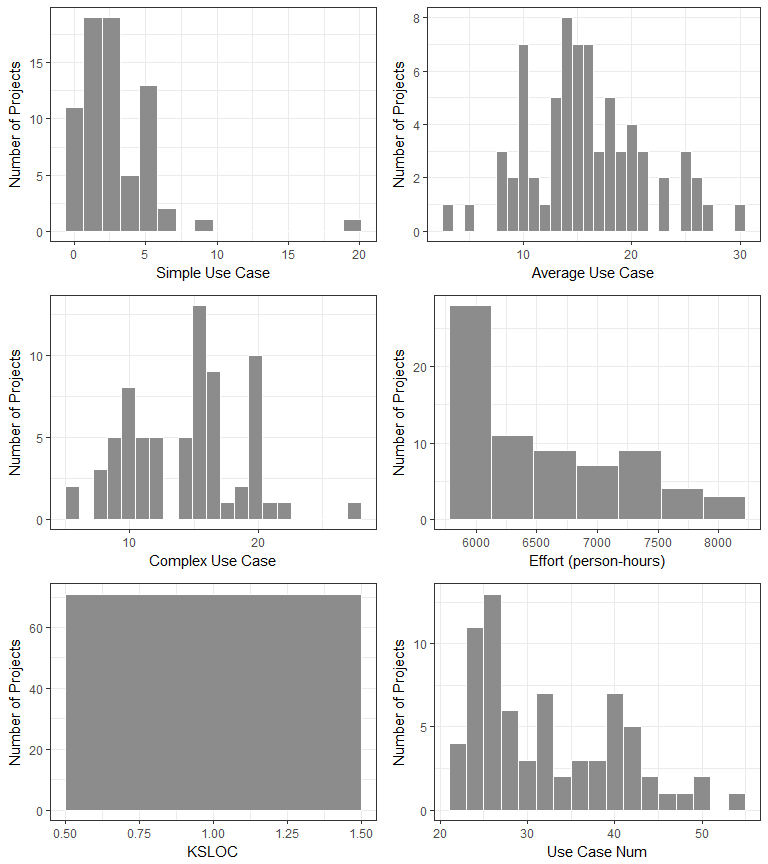 Number of Projects
15
10
5
0
0 5 10 15 20
Simple Use Case
Number of Projects
8
6
4
2
0
10 20 30
Average Use Case
Number of Projects
10
5
0
10 20
Complex Use Case
Number of Projects
20
10
0
6000 6500 7000 7500 8000
Effort (person-hours)
Number of Projects
60
40
20
0
0.50 0.75 1.00 1.25 1.50
KSLOC
Number of Projects
10
5
0
20 30 40 50
Use Case Num